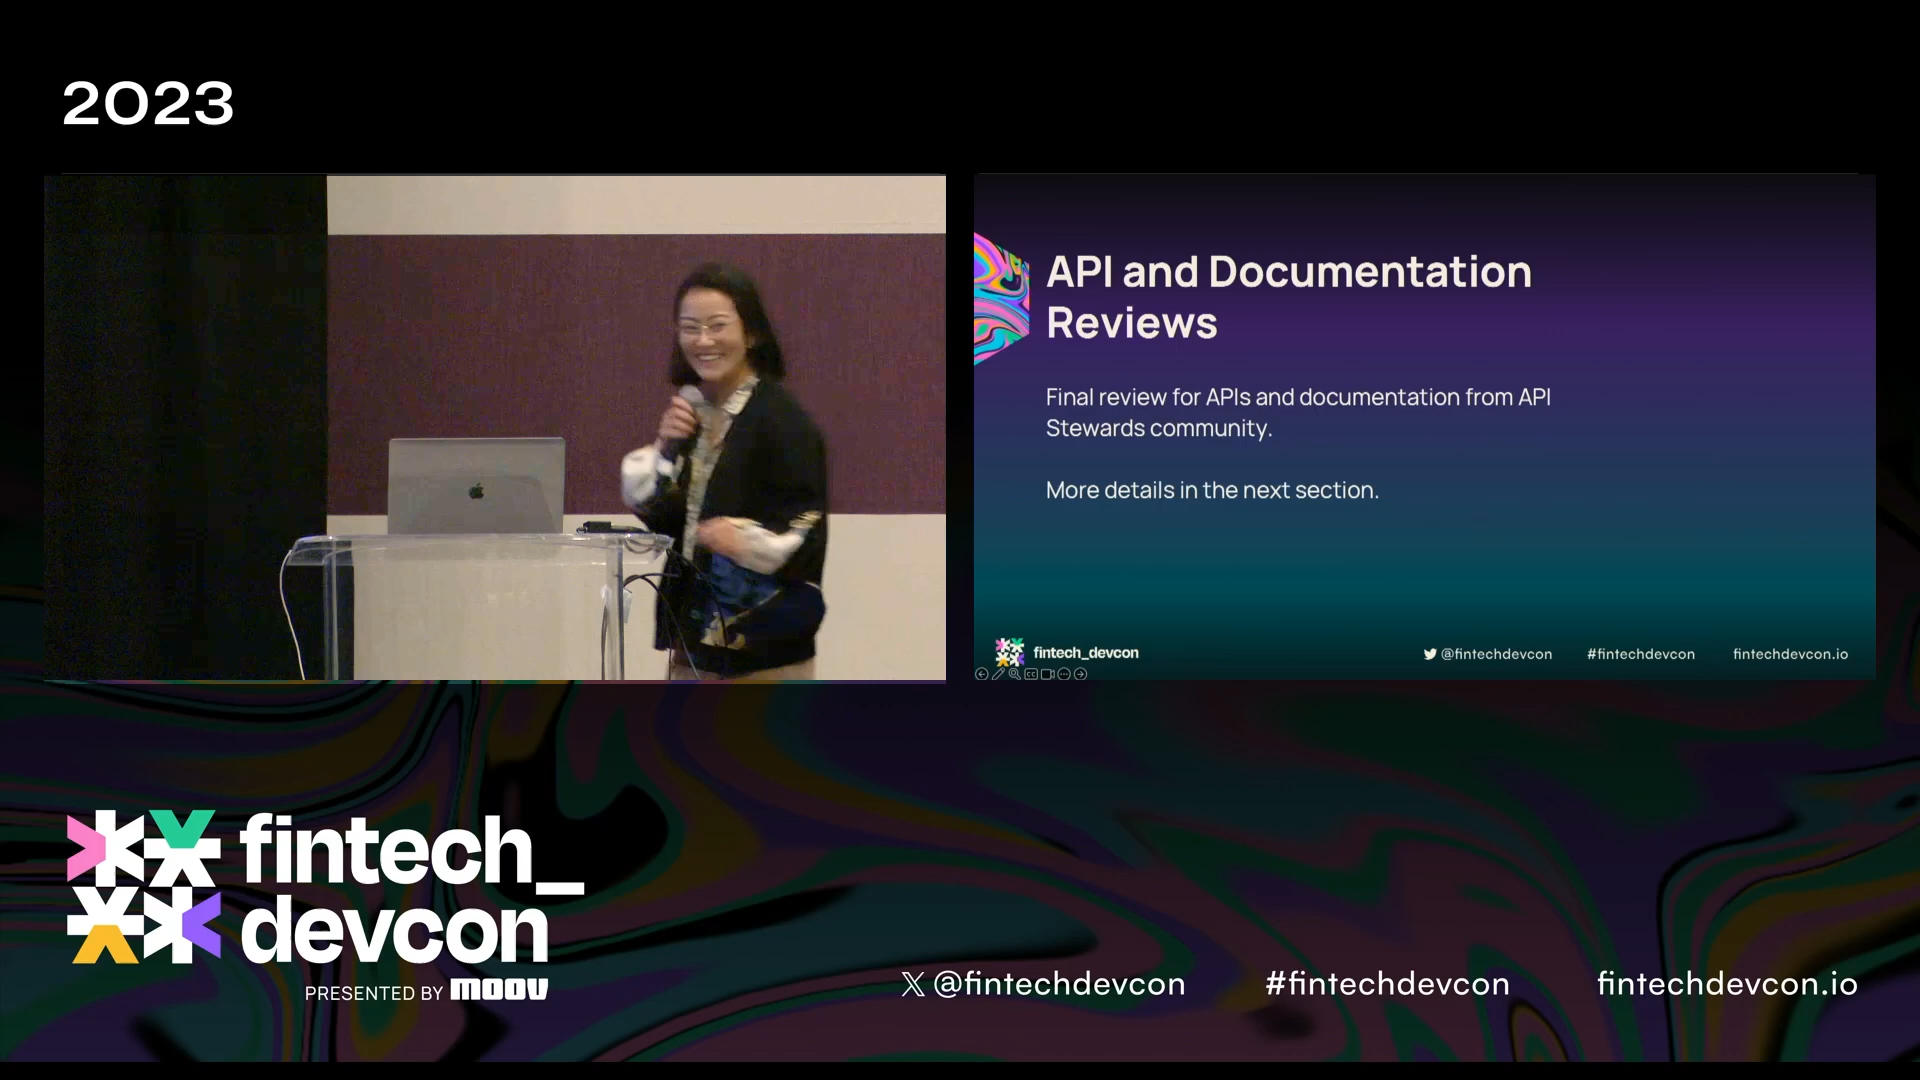 2023
API and Documentation
Reviews
Final review for APIs and documentation from API
Stewards community.
More details in the next section.
fintech_devcon
@fintechdevcon
#fintechdevcon
fintechdevcon.io
fintech_
devcon
PRESENTED BY moov
X @fintechdevcon
#fintechdevcon
fintechdevcon.io